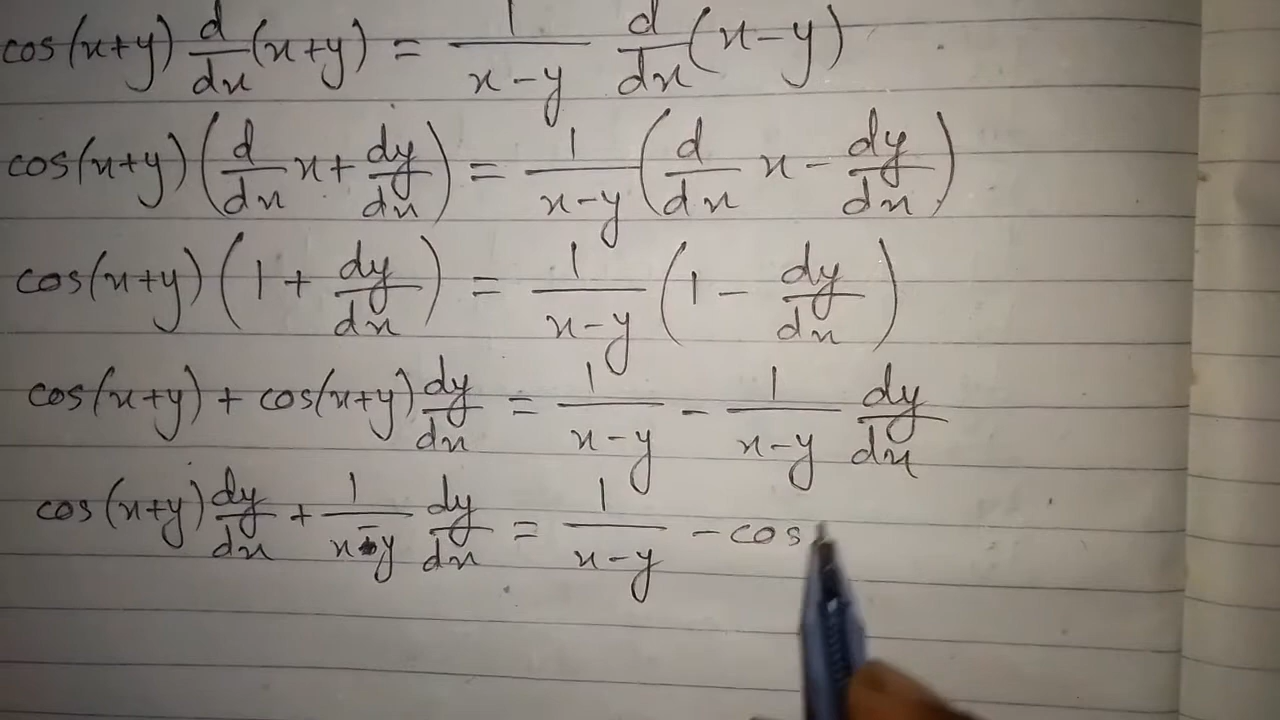 cos(x+y) d/dx (x+y) = 1/(x-y) d/dx (x-y)
cos(x+y) (d/dx x + dy/dx) = 1/(x-y) (d/dx x - dy/dx)
cos(x+y) (1 + dy/dx) = 1/(x-y) (1 - dy/dx)
cos(x+y) + cos(x+y) dy/dx = 1/(x-y) - 1/(x-y) dy/dx
cos(x+y) dy/dx + 1/(x-y) dy/dx = 1/(x-y) - cos